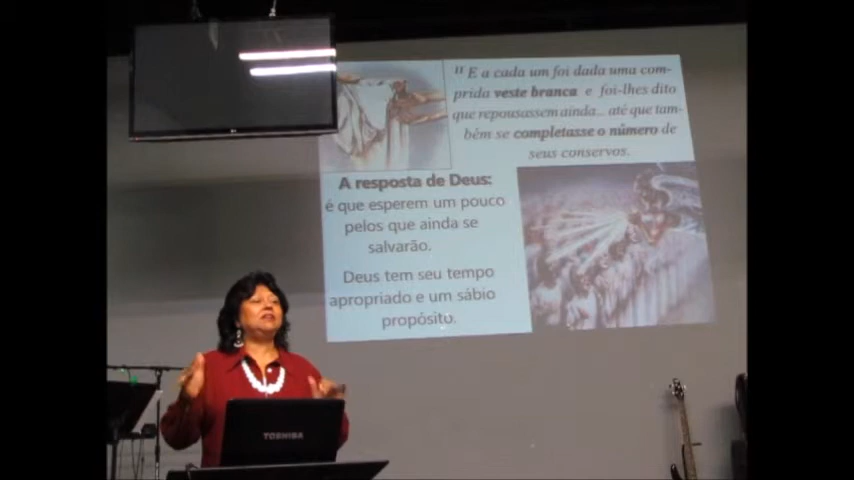 "E a cada um foi dada uma com-
prida veste branca e foi-lhes dito
que repousassem ainda... até que tam-
bém se completasse o número de
seus conservos.
A resposta de Deus:
é que esperem um pouco
pelos que ainda se
salvarão.
Deus tem seu tempo
apropriado e um sábio
propósito.
TOSHIBA